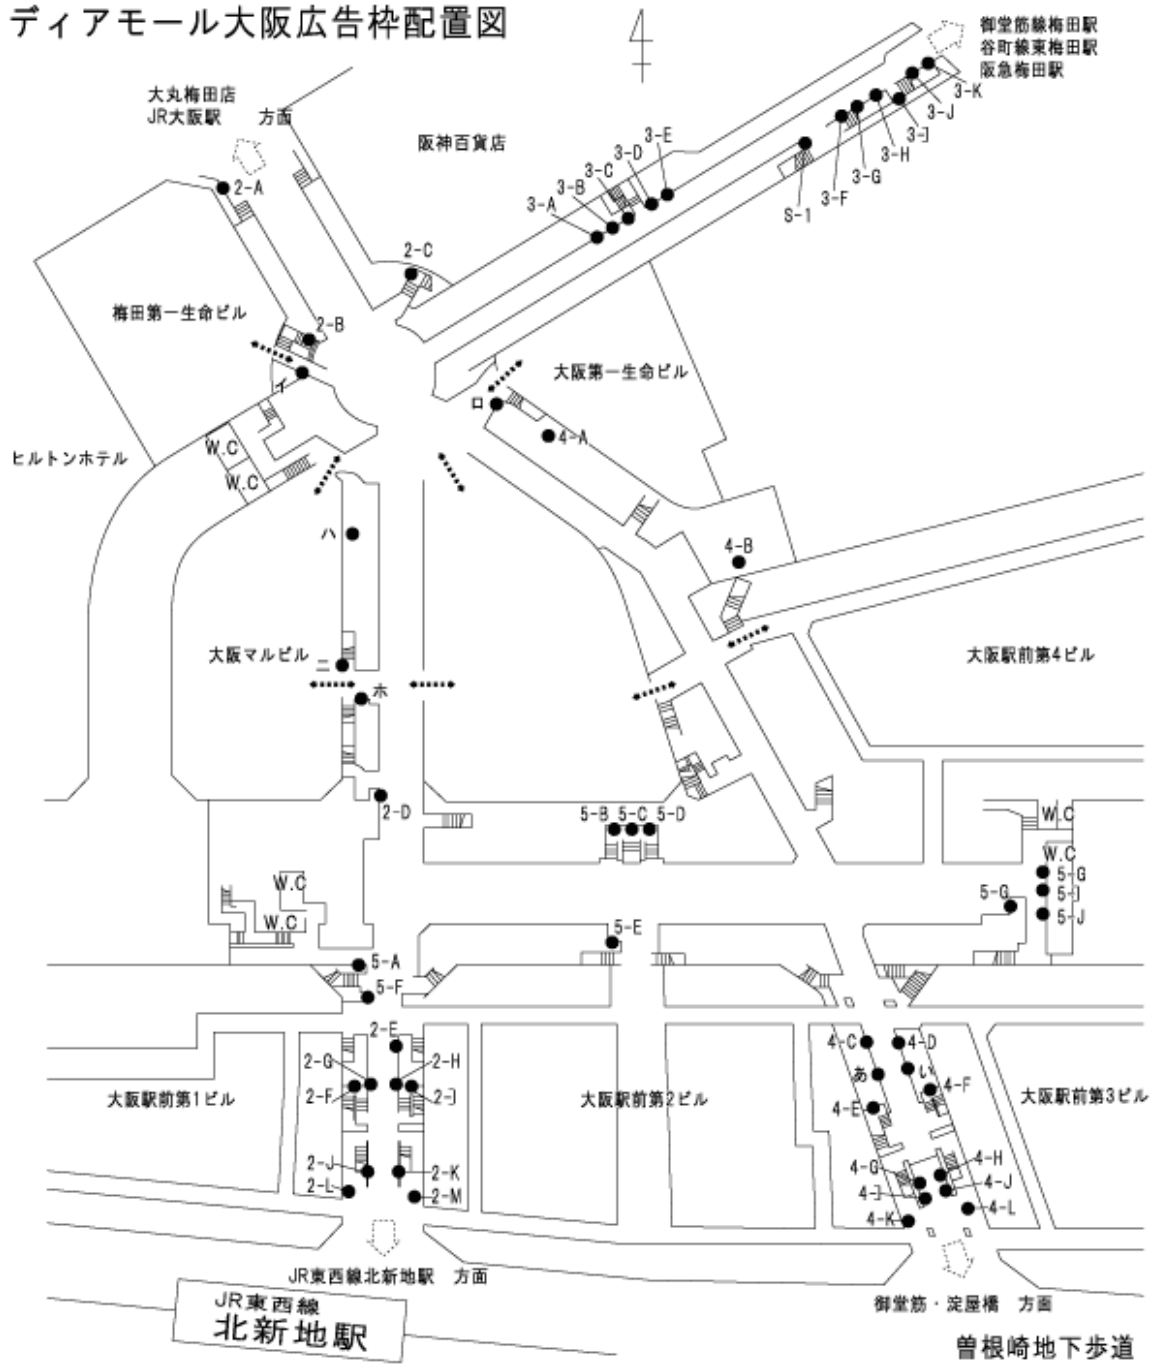 ディアモール大阪広告枠配置図
御堂筋線梅田駅
谷町線東梅田駅
阪急梅田駅
大丸梅田店
JR大阪駅 方面
阪神百貨店
3-K
3-J
3-I
3-H
3-G
3-F
S-1
3-E
3-D
3-C
3-B
3-A
2-A
2-C
梅田第一生命ビル
2-B
イ
大阪第一生命ビル
ロ
4-A
ヒルトンホテル
W.C
W.C
ハ
4-B
大阪マルビル
ニ
ホ
大阪駅前第4ビル
2-D
5-B 5-C 5-D
W.C
W.C
5-G
5-I
5-J
5-G
W.C
W.C
5-E
5-A
5-F
2-E
2-G
2-H
2-F
2-I
4-C
4-D
あ
い
4-F
4-E
大阪駅前第1ビル
大阪駅前第2ビル
大阪駅前第3ビル
2-J
2-K
2-L
2-M
4-G
4-H
4-I
4-J
4-K
4-L
JR東西線北新地駅 方面
御堂筋・淀屋橋 方面
JR東西線
北新地駅
曽根崎地下歩道